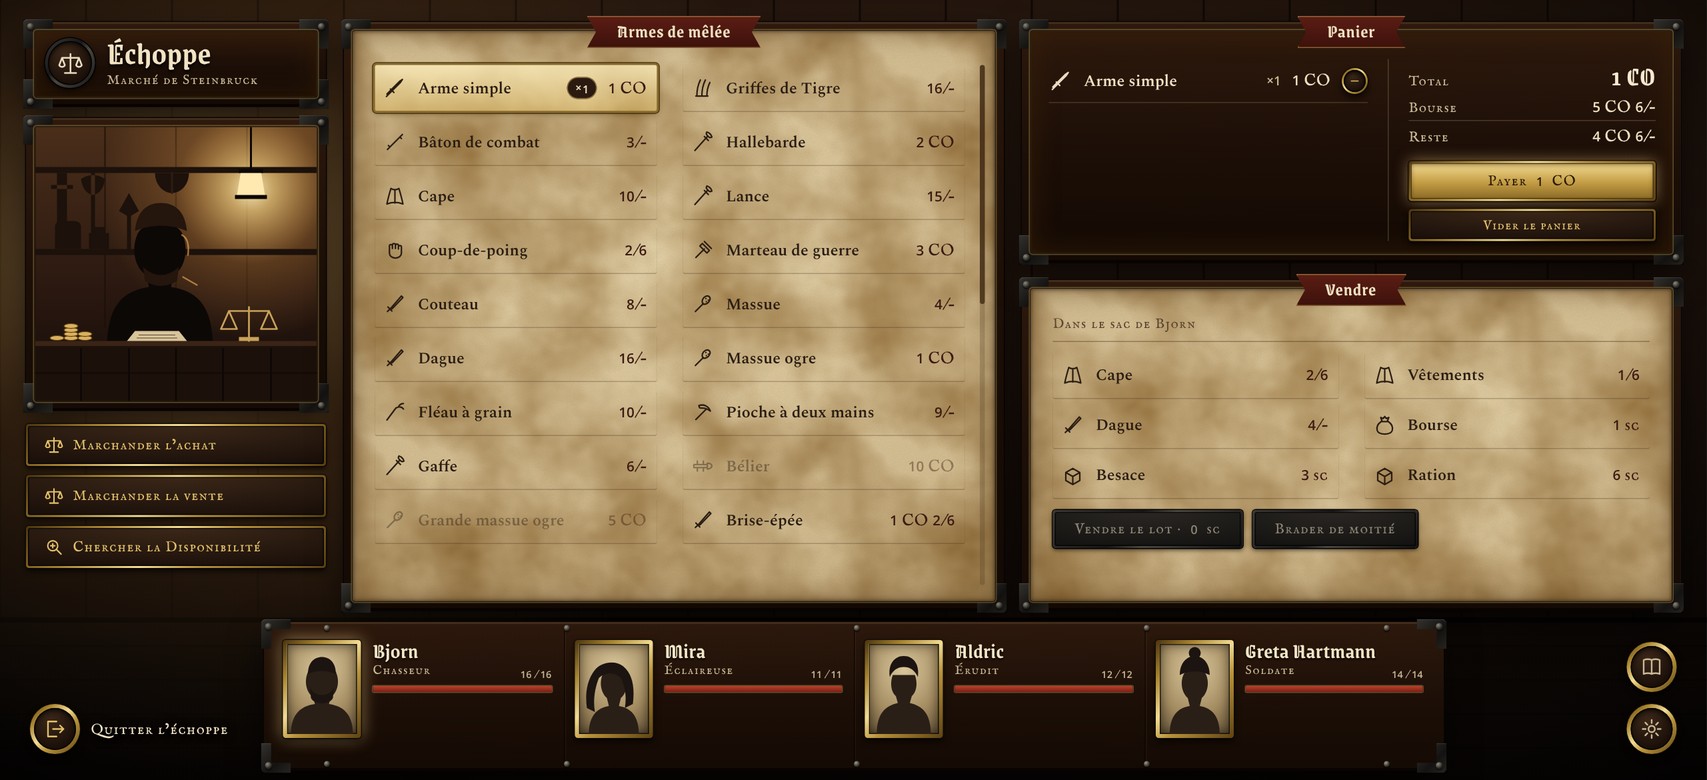 Échoppe
Marché de Steinbruck
Marchander l'achat
Marchander la vente
Chercher la Disponibilité
Armes de mêlée
Arme simple ×1 1 CO
Bâton de combat 3/-
Cape 10/-
Coup-de-poing 2/6
Couteau 8/-
Dague 16/-
Fléau à grain 10/-
Gaffe 6/-
Grande massue ogre 5 CO
Griffes de Tigre 16/-
Hallebarde 2 CO
Lance 15/-
Marteau de guerre 3 CO
Massue 4/-
Massue ogre 1 CO
Pioche à deux mains 9/-
Bélier 10 CO
Brise-épée 1 CO 2/6
Panier
Arme simple ×1 1 CO
Total 1 CO
Bourse 5 CO 6/-
Reste 4 CO 6/-
Payer 1 CO
Vider le panier
Vendre
Dans le sac de Bjorn
Cape 2/6
Vêtements 1/6
Dague 4/-
Bourse 1 sc
Besace 3 sc
Ration 6 sc
Vendre le lot · 0 sc
Brader de moitié
Quitter l'échoppe
Bjorn
Chasseur
16/16
Mira
Éclaireuse
11/11
Aldric
Érudit
12/12
Greta Hartmann
Soldate
14/14